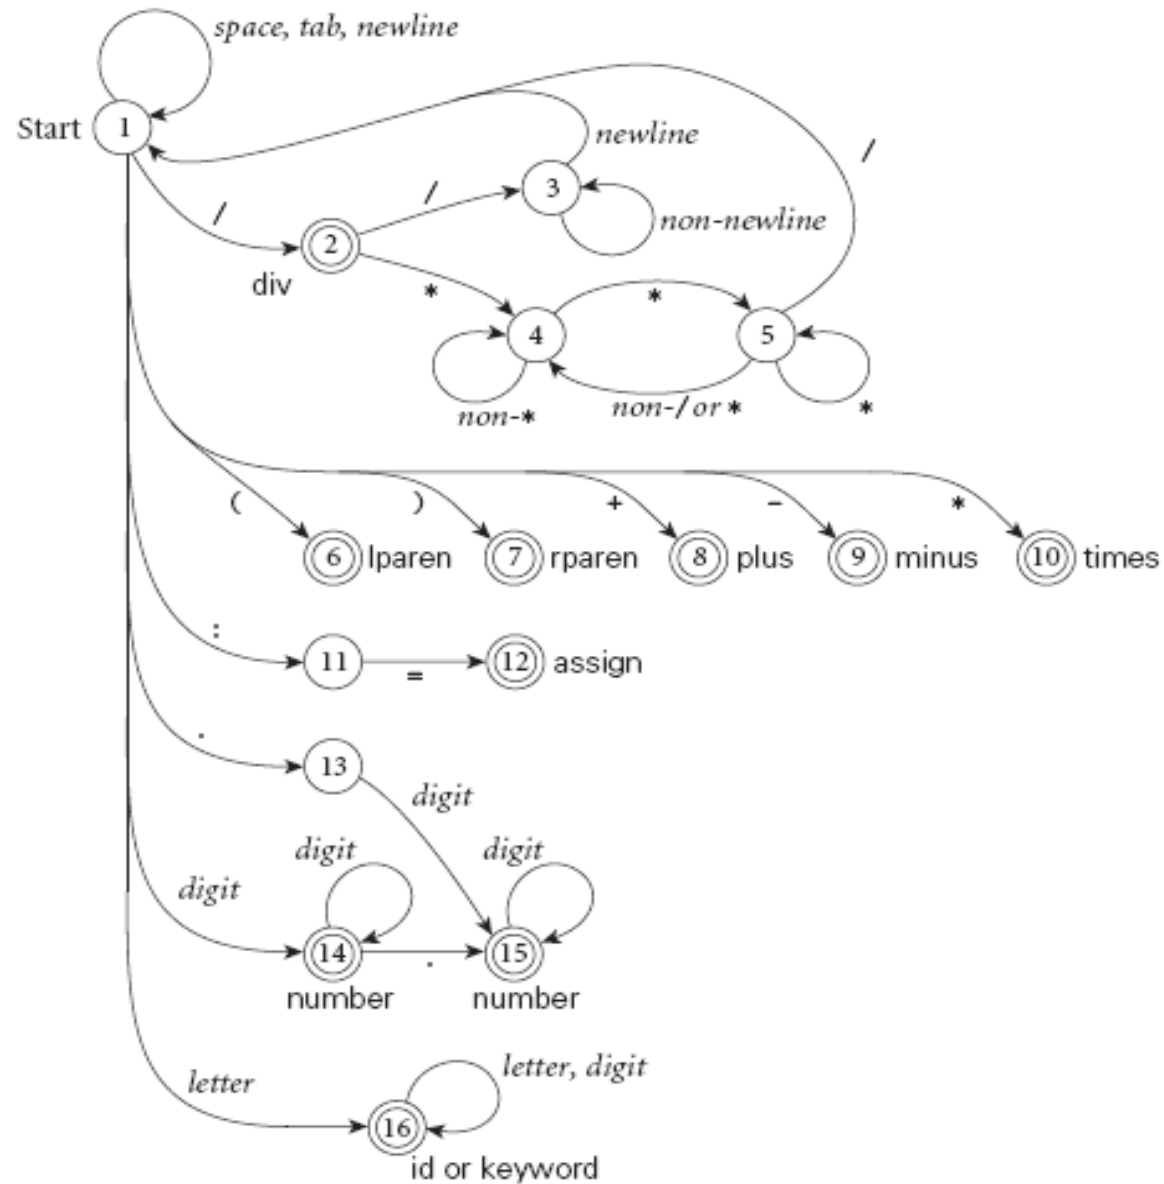 space, tab, newline
Start 1
newline
/
/ 3
/
non-newline
2
div
*
*
4 5
non-*
non-/ or *
*
( ) + - *
6 lparen 7 rparen 8 plus 9 minus 10 times
:
11 = 12 assign
.
13
digit
digit digit
digit
14 . 15
number number
letter, digit
letter
16
id or keyword